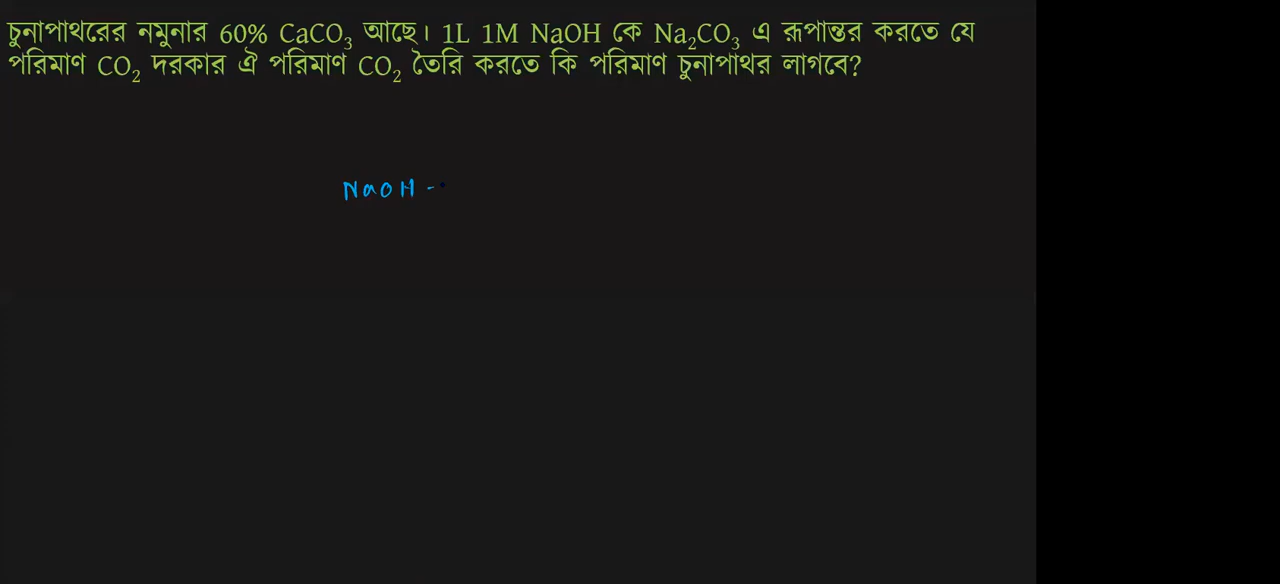 চুনাপাথরের নমুনার 60% CaCO₃ আছে। 1L 1M NaOH কে Na₂CO₃ এ রূপান্তর করতে যে
পরিমাণ CO₂ দরকার ঐ পরিমাণ CO₂ তৈরি করতে কি পরিমাণ চুনাপাথর লাগবে?
NaOH -